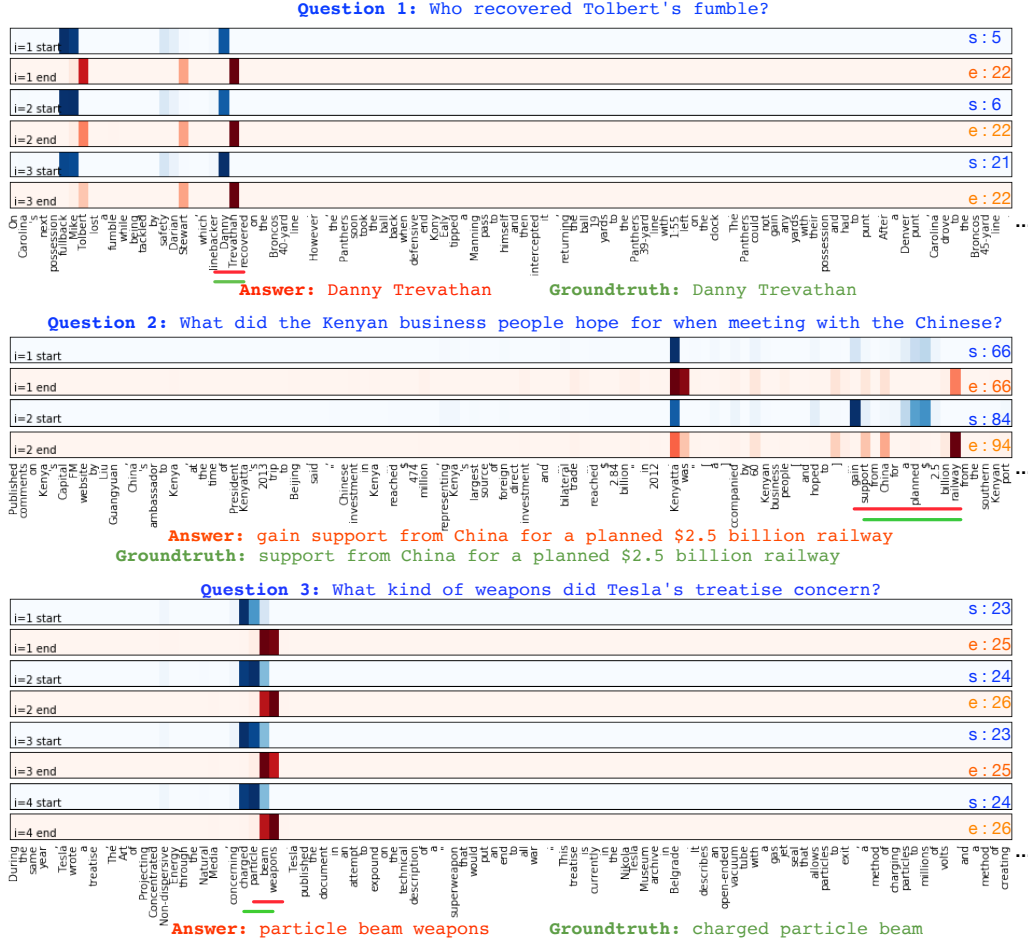 Question 1: Who recovered Tolbert's fumble?
i=1 start s:5
i=1 end e:22
i=2 start s:6
i=2 end e:22
i=3 start s:21
i=3 end e:22
On Carolina 's next possession fullback Mike Tolbert lost a fumble while being tackled by safety Darian Stewart , which linebacker Danny Trevathan recovered on the Broncos 40-yard line . However , the Panthers soon took the ball back when defensive end Kony Ealy tipped a Manning pass to himself and then intercepted it , returning the ball 19 yards to the Panthers 39-yard line with 1:51 left on the clock . The Panthers could not gain any yards with their possession and had to punt . After a Denver punt , Carolina drove to the Broncos 45-yard line . ...
Answer: Danny Trevathan Groundtruth: Danny Trevathan
Question 2: What did the Kenyan business people hope for when meeting with the Chinese?
i=1 start s:66
i=1 end e:66
i=2 start s:84
i=2 end e:94
Published comments on Kenya 's Capital FM website by Liu Guangyuan , China 's ambassador to Kenya , at the time of President Kenyatta 's 2013 trip to Beijing said , " Chinese investment in Kenya reached $ 474 million , representing Kenya 's largest source of foreign direct investment , and bilateral trade reached $ 2.84 billion " in 2012 . Kenyatta was " [ a ] ccompanied by 60 Kenyan business people and hoped to ] gain support from China for a planned $ 2.5 billion railway from the southern Kenyan port ...
Answer: gain support from China for a planned $2.5 billion railway
Groundtruth: support from China for a planned $2.5 billion railway
Question 3: What kind of weapons did Tesla's treatise concern?
i=1 start s:23
i=1 end e:25
i=2 start s:24
i=2 end e:26
i=3 start s:23
i=3 end e:25
i=4 start s:24
i=4 end e:26
During the same year , Tesla wrote a treatise , The Art of Projecting Concentrated Non-dispersive Energy through the Natural Media , concerning charged particle beam weapons . Tesla published the document in an attempt to expound on the technical description of a " superweapon that would put an end to all war . " This treatise is currently in the Nikola Tesla Museum archive in Belgrade . It describes an open-ended vacuum tube with a gas jet seal that allows particles to exit , a method of charging particles to millions of volts , and a method of creating ...
Answer: particle beam weapons Groundtruth: charged particle beam